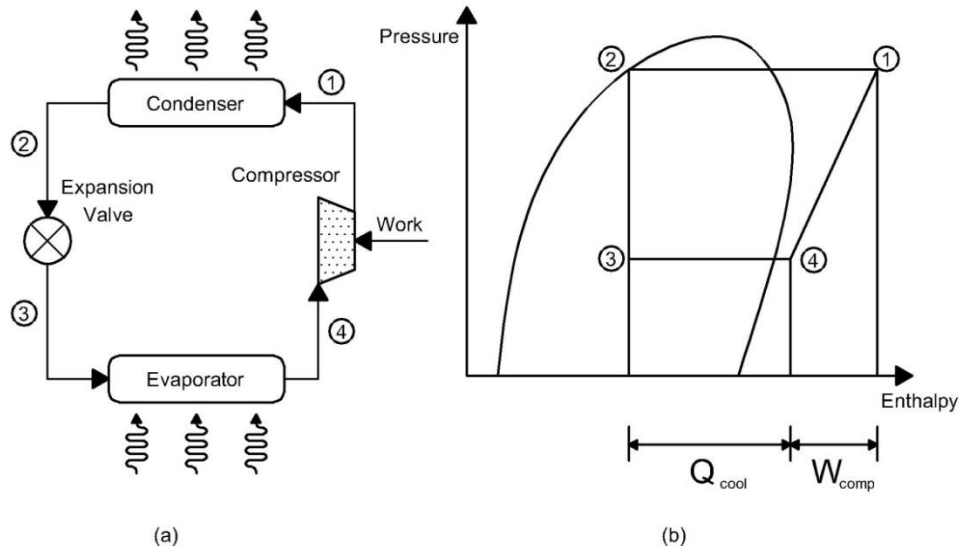 ①
Condenser
②
Compressor
Expansion
Valve
Work
③
④
Evaporator
(a)
Pressure
②
①
③
④
Enthalpy
Q cool
W comp
(b)